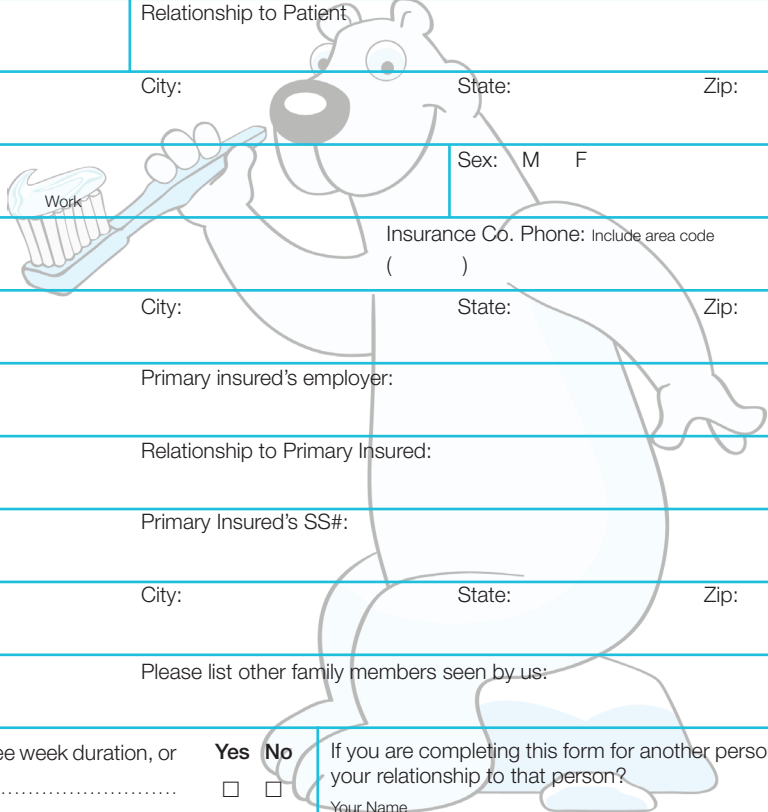 Relationship to Patient
City: State: Zip:
Sex: M F
Work
Insurance Co. Phone: Include area code
( )
City: State: Zip:
Primary insured’s employer:
Relationship to Primary Insured:
Primary Insured’s SS#:
City: State: Zip:
Please list other family members seen by us:
ee week duration, or Yes No
.............................. ☐ ☐
If you are completing this form for another perso
your relationship to that person?
Your Name